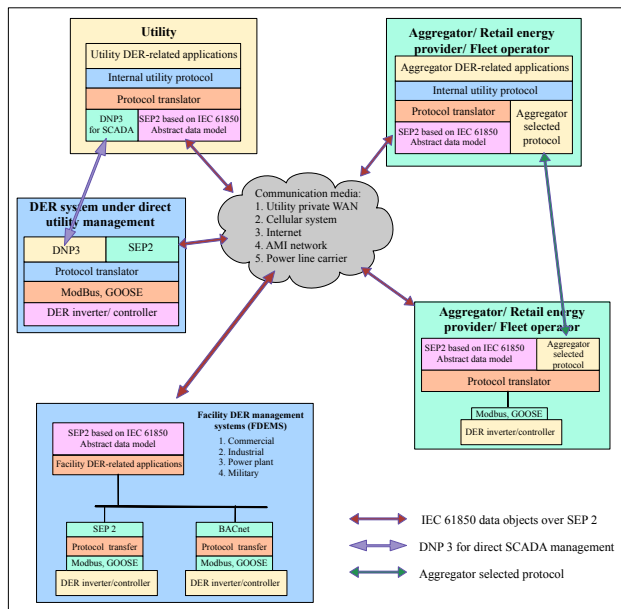 Utility
Utility DER-related applications
Internal utility protocol
Protocol translator
DNP3
for SCADA
SEP2 based on IEC 61850
Abstract data model
Aggregator/ Retail energy
provider/ Fleet operator
Aggregator DER-related applications
Internal utility protocol
Protocol translator
SEP2 based on IEC 61850
Abstract data model
Aggregator
selected
protocol
Communication media:
1. Utility private WAN
2. Cellular system
3. Internet
4. AMI network
5. Power line carrier
DER system under direct
utility management
DNP3
SEP2
Protocol translator
ModBus, GOOSE
DER inverter/ controller
Aggregator/ Retail energy
provider/ Fleet operator
SEP2 based on IEC 61850
Abstract data model
Aggregator
selected
protocol
Protocol translator
Modbus, GOOSE
DER inverter/controller
Facility DER management
systems (FDEMS)
1. Commercial
2. Industrial
3. Power plant
4. Military
SEP2 based on IEC 61850
Abstract data model
Facility DER-related applications
SEP 2
Protocol transfer
Modbus, GOOSE
DER inverter/controller
BACnet
Protocol transfer
Modbus, GOOSE
DER inverter/controller
IEC 61850 data objects over SEP 2
DNP 3 for direct SCADA management
Aggregator selected protocol